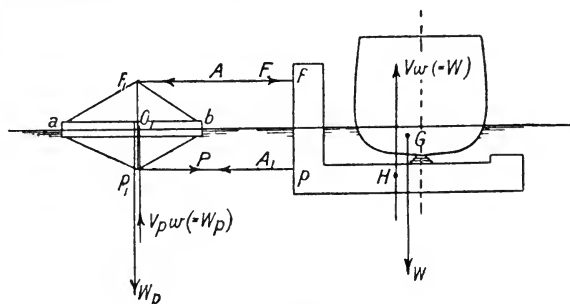 F₁ A F f Vw (=W)
a O₁ b
G
P₁ P A₁ p H
Vpw (=Wp)
Wp W